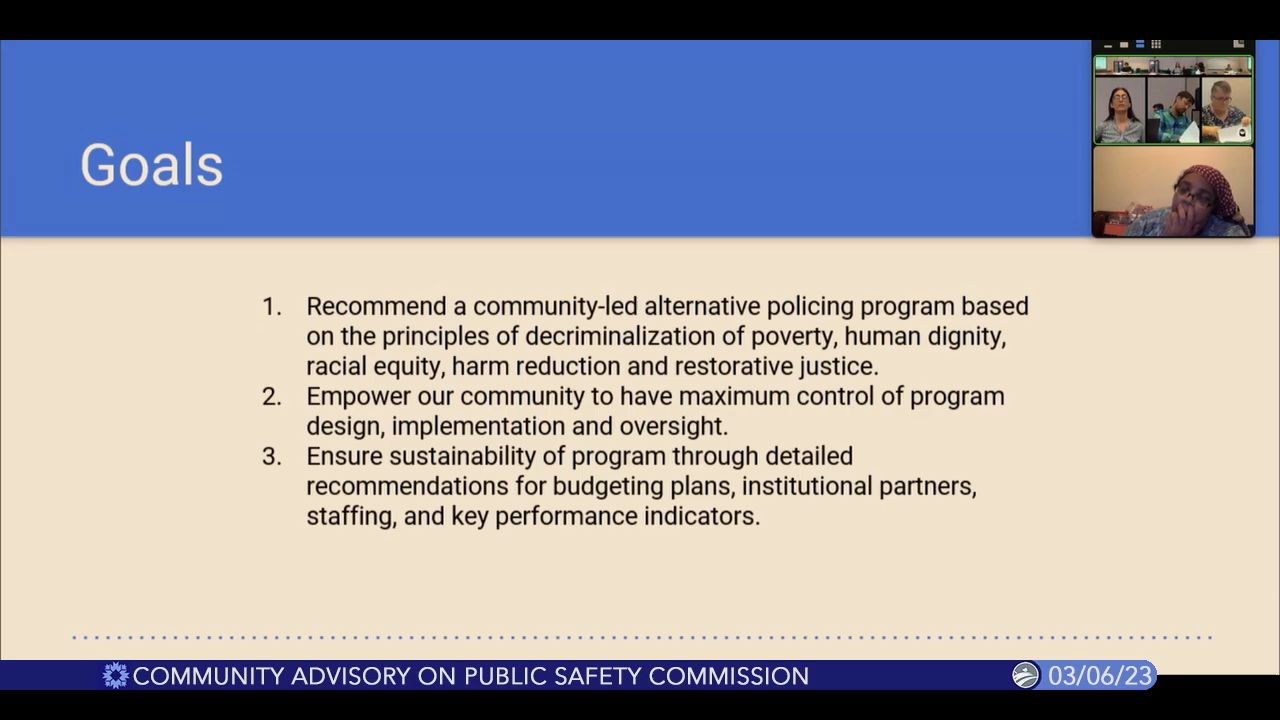 Goals
1. Recommend a community-led alternative policing program based
on the principles of decriminalization of poverty, human dignity,
racial equity, harm reduction and restorative justice.
2. Empower our community to have maximum control of program
design, implementation and oversight.
3. Ensure sustainability of program through detailed
recommendations for budgeting plans, institutional partners,
staffing, and key performance indicators.
COMMUNITY ADVISORY ON PUBLIC SAFETY COMMISSION
03/06/23